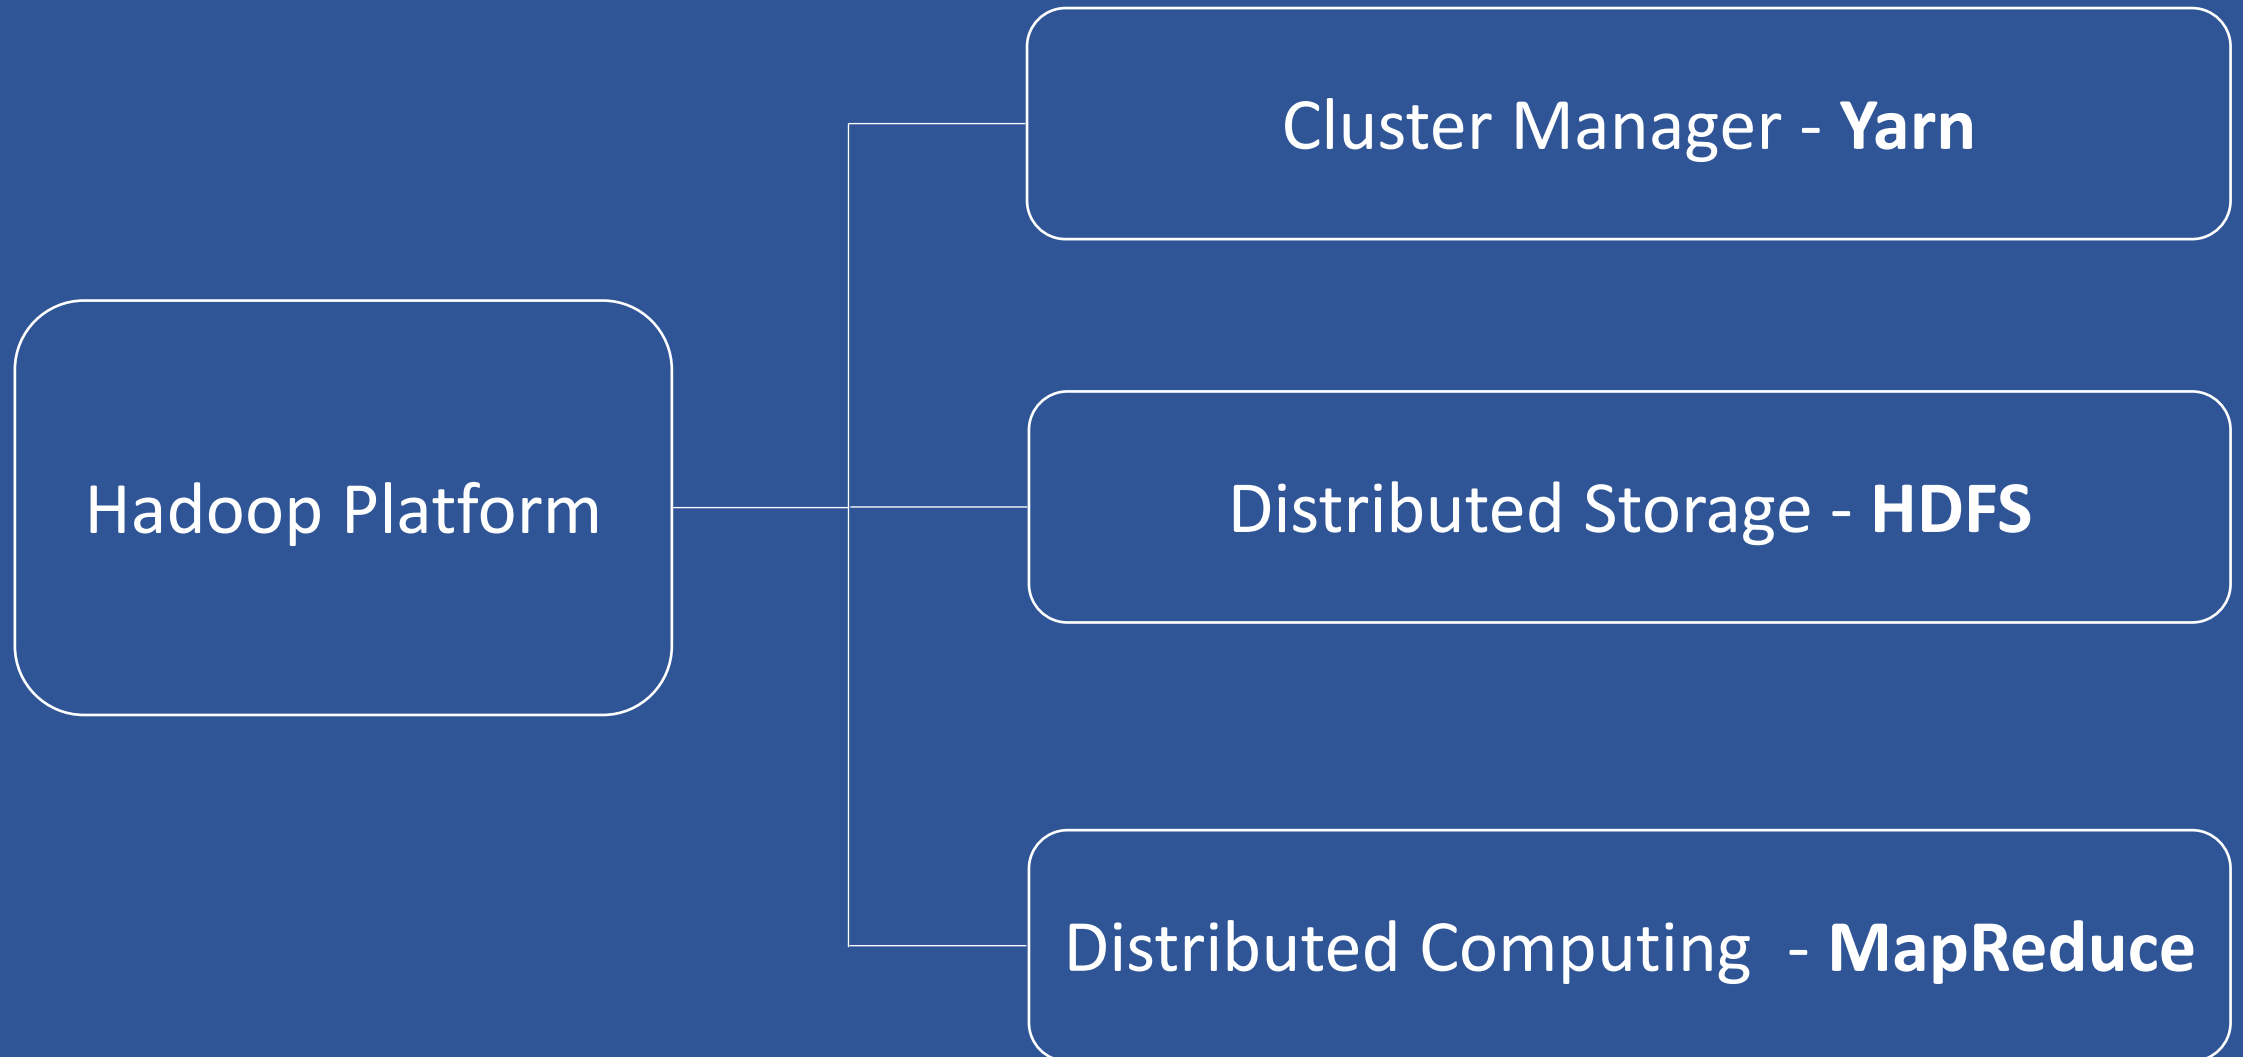 Cluster Manager - Yarn
Hadoop Platform
Distributed Storage - HDFS
Distributed Computing  - MapReduce